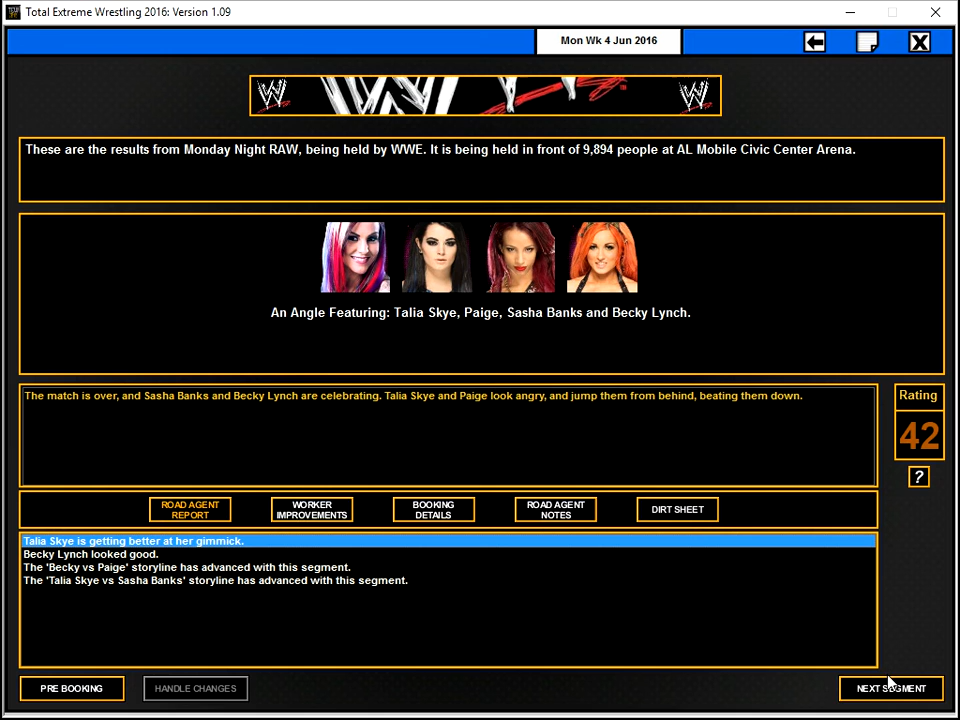 Total Extreme Wrestling 2016: Version 1.09
Mon Wk 4 Jun 2016
These are the results from Monday Night RAW, being held by WWE. It is being held in front of 9,894 people at AL Mobile Civic Center Arena.
An Angle Featuring: Talia Skye, Paige, Sasha Banks and Becky Lynch.
The match is over, and Sasha Banks and Becky Lynch are celebrating. Talia Skye and Paige look angry, and jump them from behind, beating them down.
Rating
42
?
ROAD AGENT REPORT
WORKER IMPROVEMENTS
BOOKING DETAILS
ROAD AGENT NOTES
DIRT SHEET
Talia Skye is getting better at her gimmick.
Becky Lynch looked good.
The 'Becky vs Paige' storyline has advanced with this segment.
The 'Talia Skye vs Sasha Banks' storyline has advanced with this segment.
PRE BOOKING
HANDLE CHANGES
NEXT SEGMENT